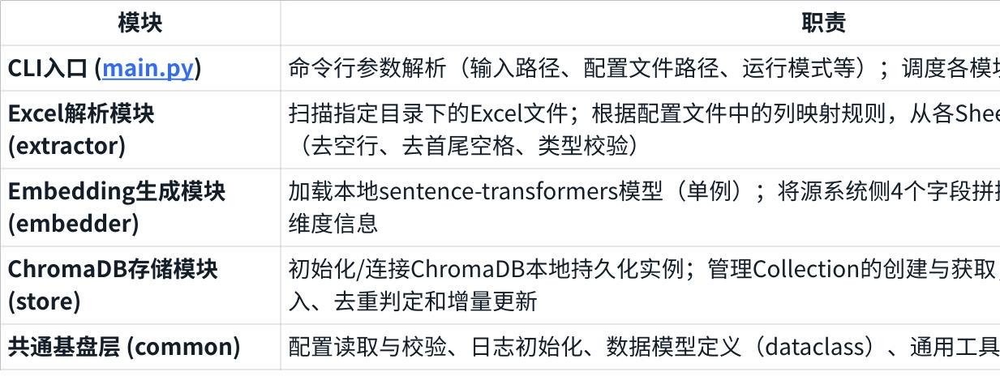 模块 职责
CLI入口 (main.py) 命令行参数解析（输入路径、配置文件路径、运行模式等）；调度各模块
Excel解析模块 扫描指定目录下的Excel文件；根据配置文件中的列映射规则，从各Shee
(extractor) （去空行、去首尾空格、类型校验）
Embedding生成模块 加载本地sentence-transformers模型（单例）；将源系统侧4个字段拼接
(embedder) 维度信息
ChromaDB存储模块 初始化/连接ChromaDB本地持久化实例；管理Collection的创建与获取
(store) 入、去重判定和增量更新
共通基盘层 (common) 配置读取与校验、日志初始化、数据模型定义（dataclass）、通用工具